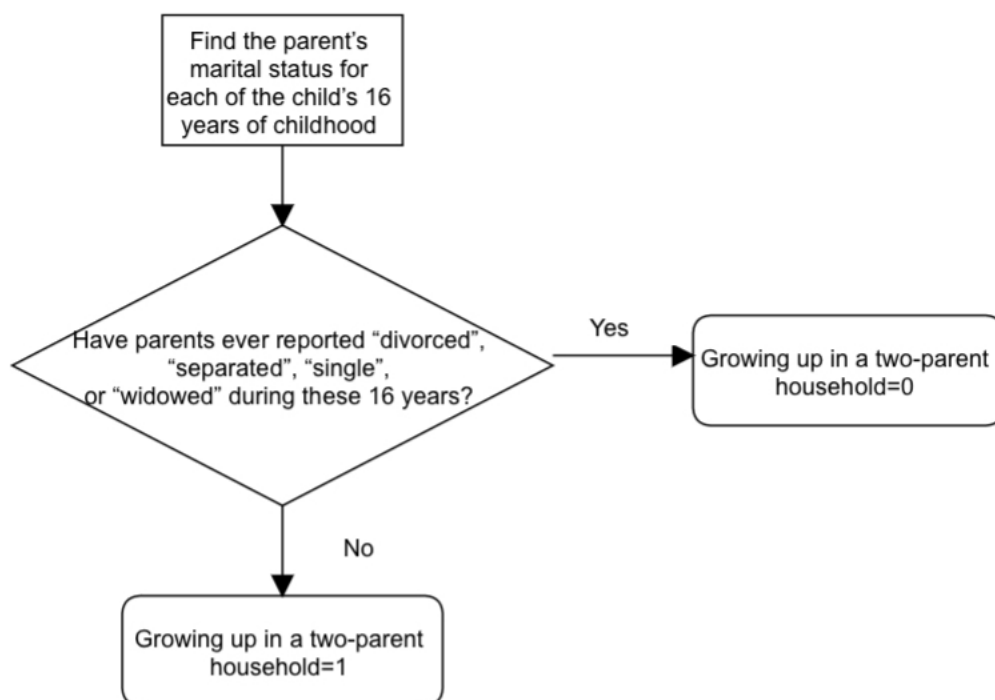 Find the parent’s
marital status for
each of the child’s 16
years of childhood
Have parents ever reported “divorced”,
“separated”, “single”,
or “widowed” during these 16 years?
Yes
Growing up in a two-parent
household=0
No
Growing up in a two-parent
household=1